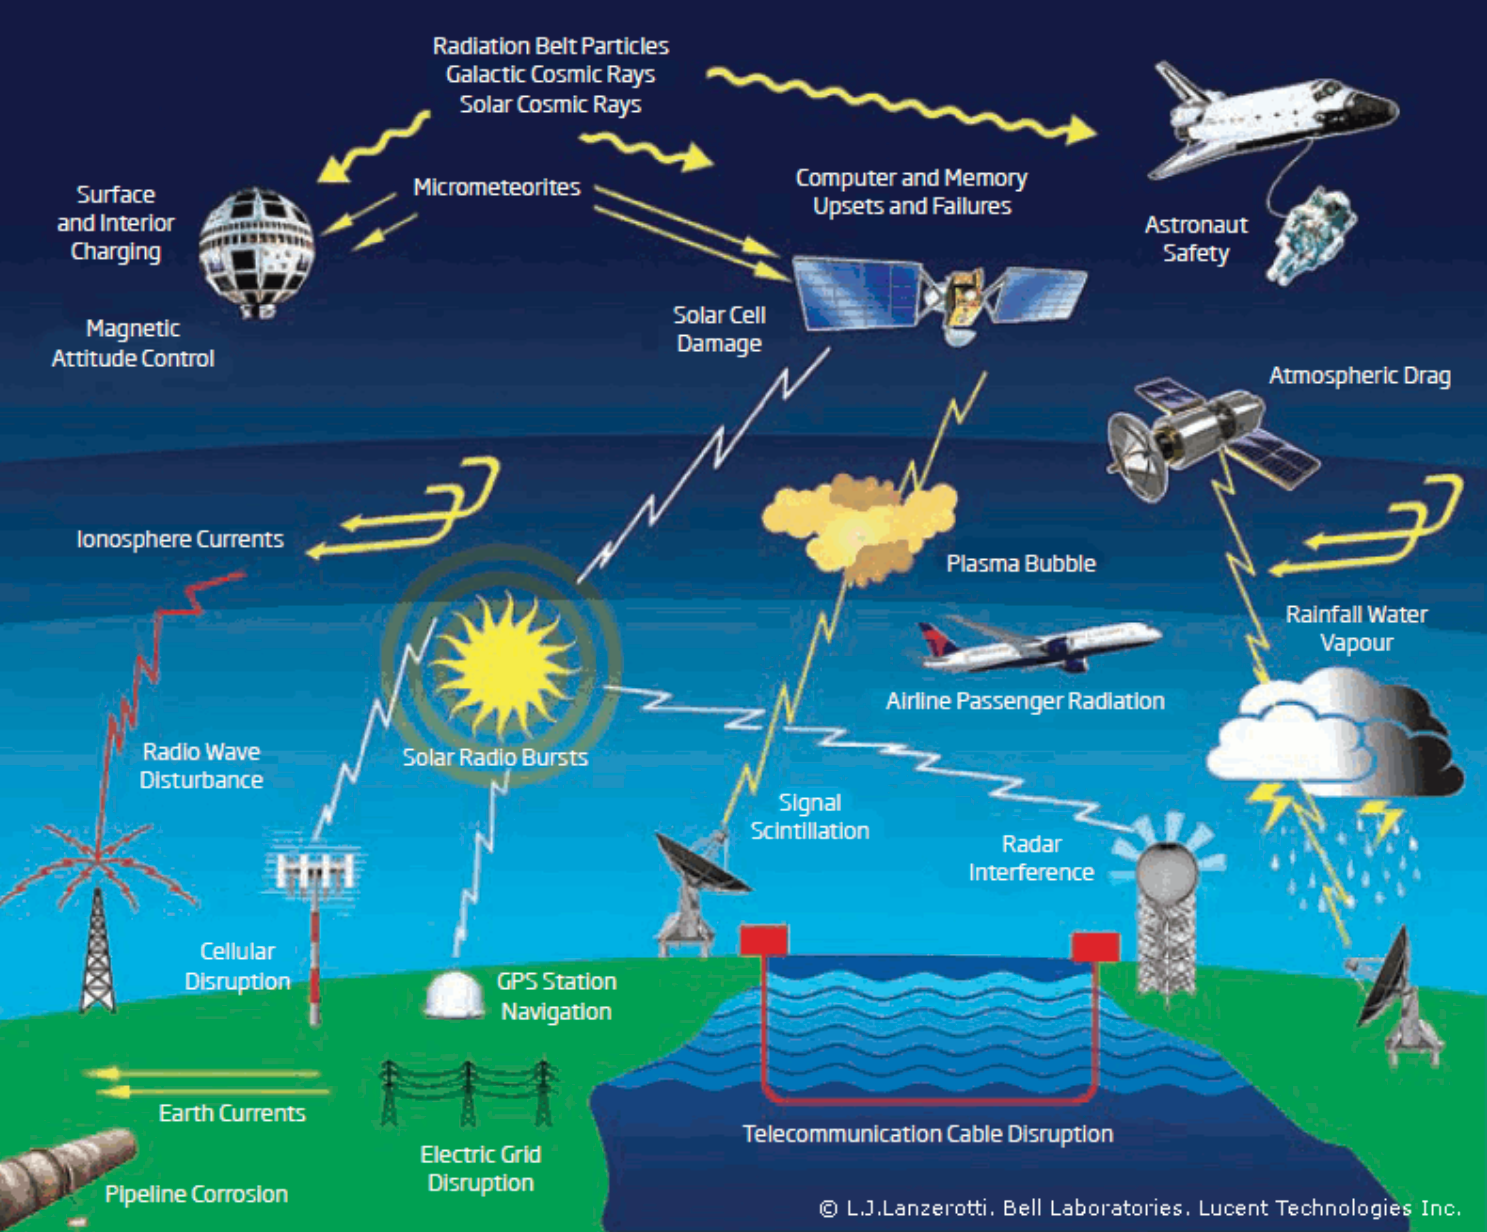 Radiation Belt Particles
Galactic Cosmic Rays
Solar Cosmic Rays
Micrometeorites
Surface
and Interior
Charging
Magnetic
Attitude Control
Computer and Memory
Upsets and Failures
Astronaut
Safety
Solar Cell
Damage
Atmospheric Drag
Ionosphere Currents
Plasma Bubble
Rainfall Water
Vapour
Airline Passenger Radiation
Radio Wave
Disturbance
Solar Radio Bursts
Signal
Scintillation
Radar
Interference
Cellular
Disruption
GPS Station
Navigation
Earth Currents
Electric Grid
Disruption
Telecommunication Cable Disruption
Pipeline Corrosion
© L.J.Lanzerotti. Bell Laboratories. Lucent Technologies Inc.